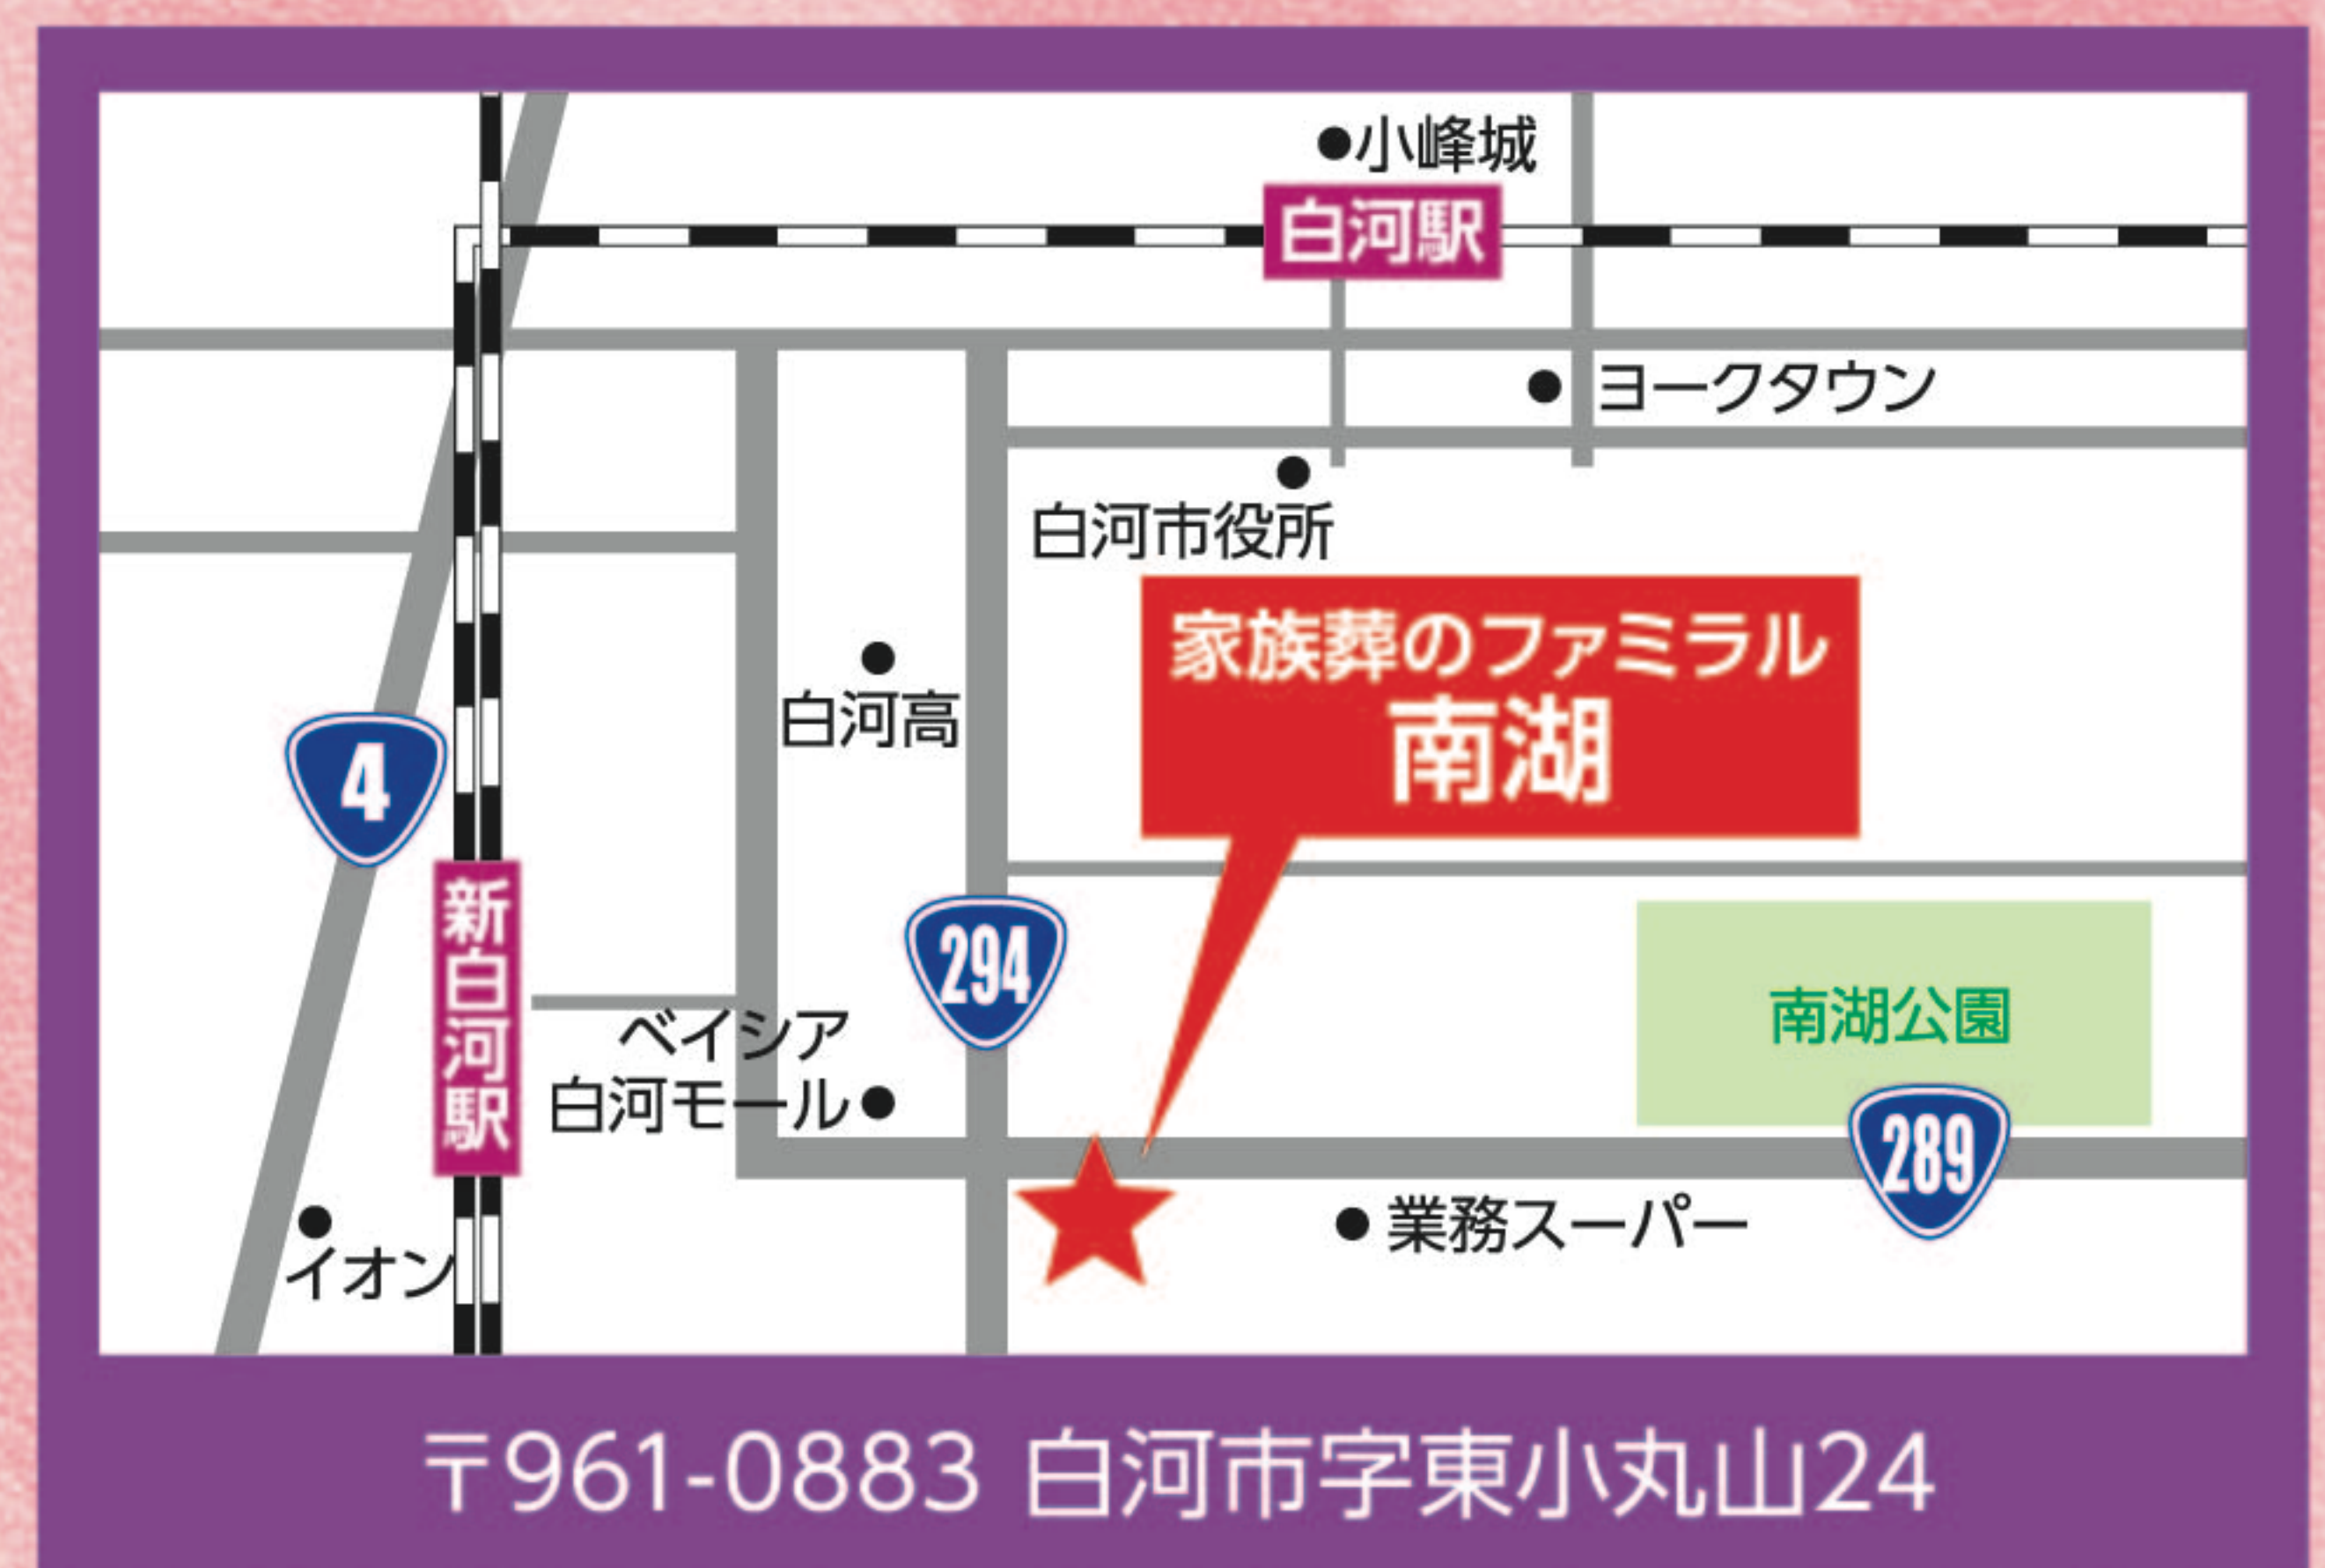 小峰城
白河駅
ヨークタウン
白河市役所
家族葬のファミラル
南湖
白河高
4
新白河駅
294
南湖公園
ベイシア
白河モール
289
業務スーパー
イオン
〒961-0883 白河市字東小丸山24